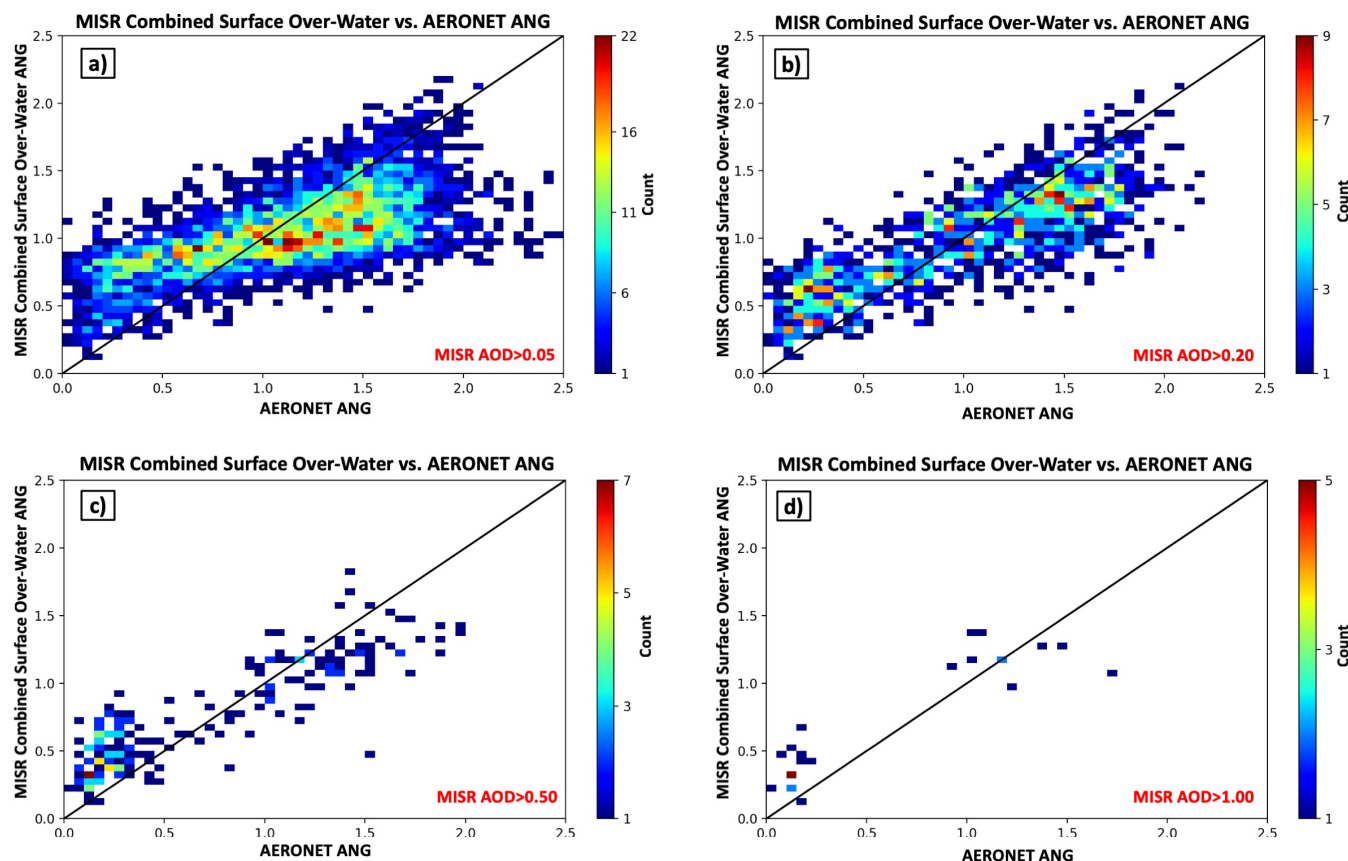 MISR Combined Surface Over-Water vs. AERONET ANG
a)
MISR Combined Surface Over-Water ANG
2.5
2.0
1.5
1.0
0.5
0.0
0.0 0.5 1.0 1.5 2.0 2.5
AERONET ANG
MISR AOD>0.05
22
16
11
6
1
Count
MISR Combined Surface Over-Water vs. AERONET ANG
b)
MISR Combined Surface Over-Water ANG
2.5
2.0
1.5
1.0
0.5
0.0
0.0 0.5 1.0 1.5 2.0 2.5
AERONET ANG
MISR AOD>0.20
9
7
5
3
1
Count
MISR Combined Surface Over-Water vs. AERONET ANG
c)
MISR Combined Surface Over-Water ANG
2.5
2.0
1.5
1.0
0.5
0.0
0.0 0.5 1.0 1.5 2.0 2.5
AERONET ANG
MISR AOD>0.50
7
5
3
1
Count
MISR Combined Surface Over-Water vs. AERONET ANG
d)
MISR Combined Surface Over-Water ANG
2.5
2.0
1.5
1.0
0.5
0.0
0.0 0.5 1.0 1.5 2.0 2.5
AERONET ANG
MISR AOD>1.00
5
3
1
Count